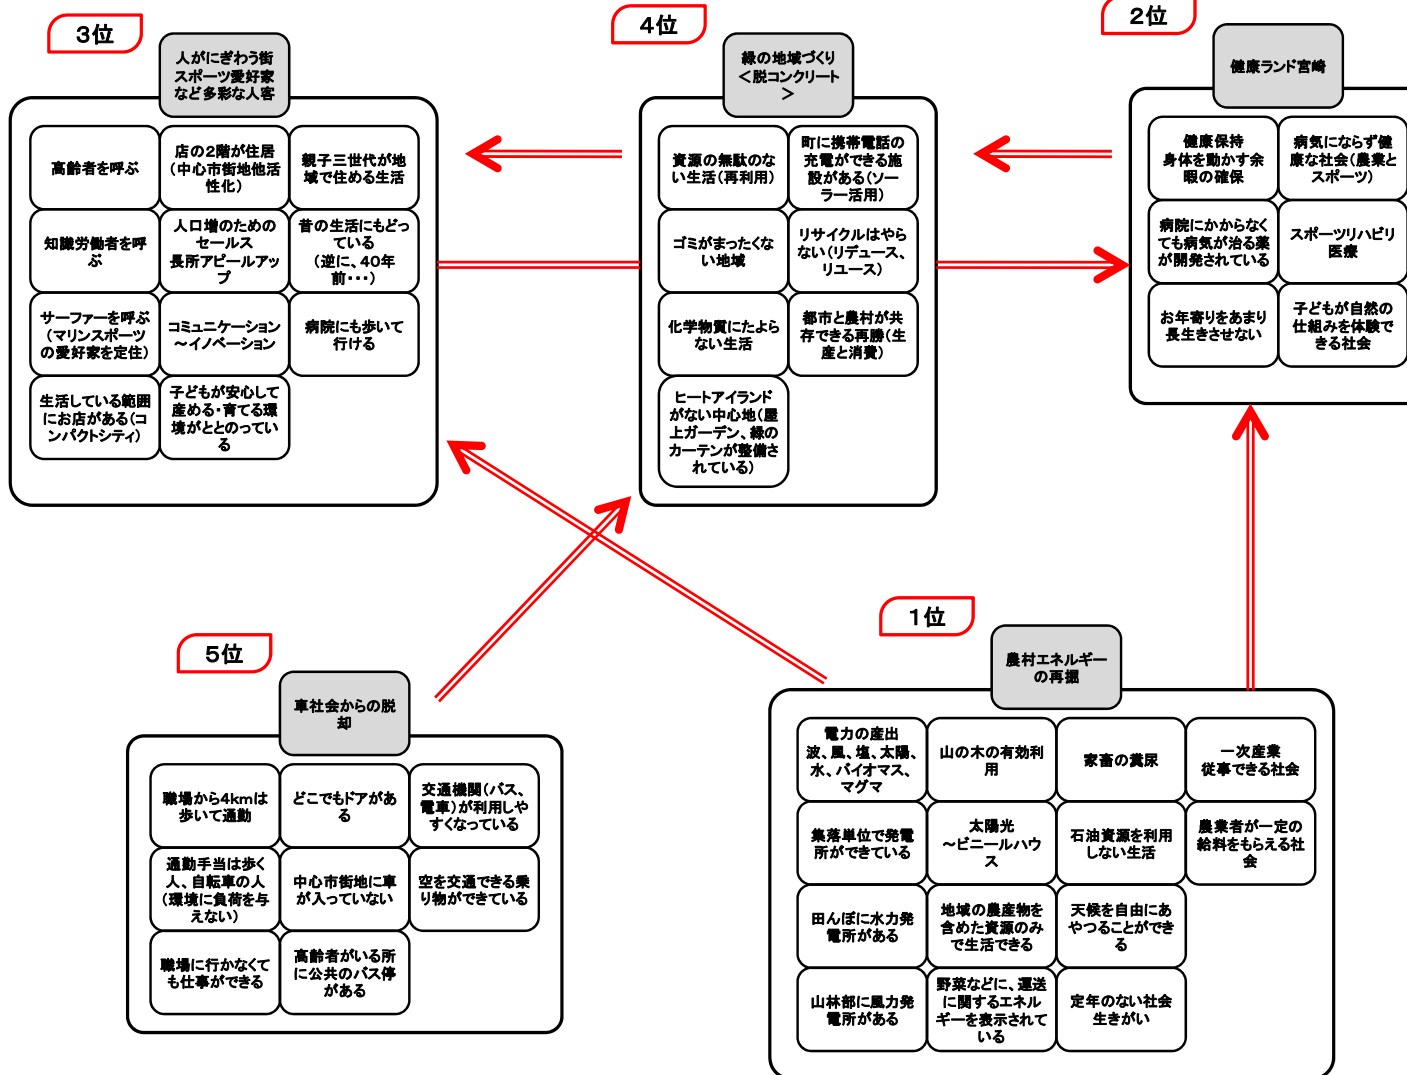 3位
人がにぎわう街
スポーツ愛好家
など多彩な人客
高齢者を呼ぶ
店の2階が住居
(中心市街地他活
性化)
親子三世代が地
域で住める生活
知識労働者を呼
ぶ
人口増のための
セールス
長所アピールアッ
プ
昔の生活にもどっ
ている
(逆に、40年
前・・・)
サーファーを呼ぶ
(マリンスポーツ
の愛好家を定住)
コミュニケーション
~イノベーション
病院にも歩いて
行ける
生活している範囲
にお店がある(コ
ンパクトシティ)
子どもが安心して
産める・育てる環
境がととのってい
る
4位
緑の地域づくり
<脱コンクリート
>
資源の無駄のな
い生活(再利用)
町に携帯電話の
充電ができる施
設がある(ソー
ラー活用)
ゴミがまったくな
い地域
リサイクルはやら
ない(リデュース、
リユース)
化学物質にたよら
ない生活
都市と農村が共
存できる再勝(生
産と消費)
ヒートアイランド
がない中心地(屋
上ガーデン、緑の
カーテンが整備さ
れている)
2位
健康ランド宮崎
健康保持
身体を動かす余
暇の確保
病気にならず健
康な社会(農業と
スポーツ)
病院にかからなく
ても病気が治る薬
が開発されている
スポーツリハビリ
医療
お年寄りをあまり
長生きさせない
子どもが自然の
仕組みを体験で
きる社会
5位
車社会からの脱
却
職場から4kmは
歩いて通勤
どこでもドアがあ
る
交通機関(バス、
電車)が利用しや
すくなっている
通勤手当は歩く
人、自転車の人
(環境に負荷を与
えない)
中心市街地に車
が入っていない
空を交通できる乗
り物ができている
職場に行かなくて
も仕事ができる
高齢者がいる所
に公共のバス停
がある
1位
農村エネルギー
の再掘
電力の産出
波、風、塩、太陽、
水、バイオマス、
マグマ
山の木の有効利
用
家畜の糞尿
一次産業
従事できる社会
集落単位で発電
所ができている
太陽光
~ビニールハウ
ス
石油資源を利用
しない生活
農業者が一定の
給料をもらえる社
会
田んぼに水力発
電所がある
地域の農産物を
含めた資源のみ
で生活できる
天候を自由にあ
やつることができ
る
山林部に風力発
電所がある
野菜などに、運送
に関するエネル
ギーを表示されて
いる
定年のない社会
生きがい